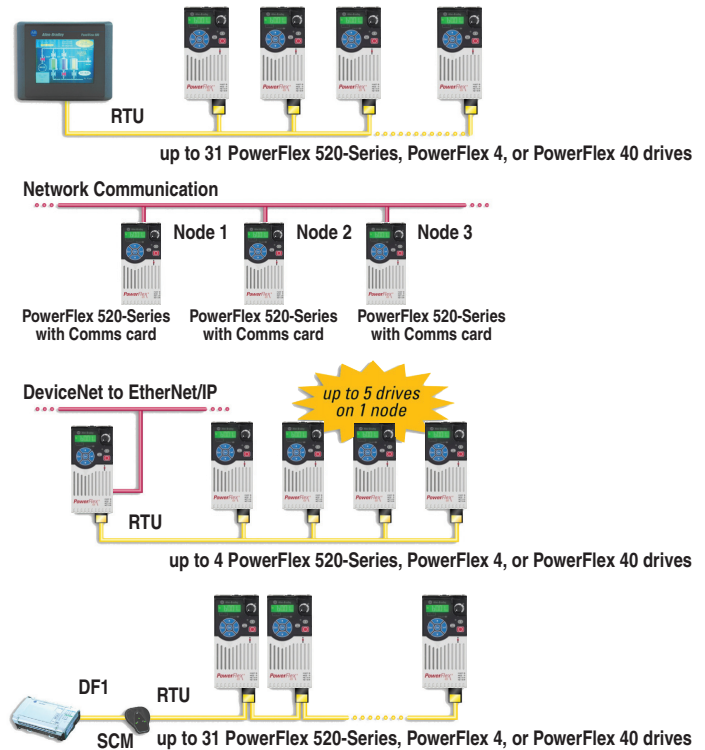 RTU
up to 31 PowerFlex 520-Series, PowerFlex 4, or PowerFlex 40 drives
Network Communication
Node 1
Node 2
Node 3
PowerFlex 520-Series
with Comms card
PowerFlex 520-Series
with Comms card
PowerFlex 520-Series
with Comms card
DeviceNet to EtherNet/IP
up to 5 drives
on 1 node
RTU
up to 4 PowerFlex 520-Series, PowerFlex 4, or PowerFlex 40 drives
DF1
RTU
SCM
up to 31 PowerFlex 520-Series, PowerFlex 4, or PowerFlex 40 drives